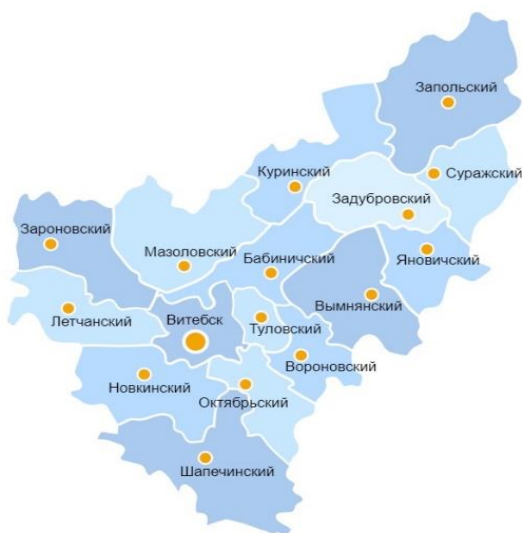 Запольский
Куринский
Суражский
Задубровский
Зароновский
Мазоловский
Бабиничский
Яновичский
Вымнянский
Летчанский
Витебск
Туловский
Вороновский
Новкинский
Октябрьский
Шапечинский